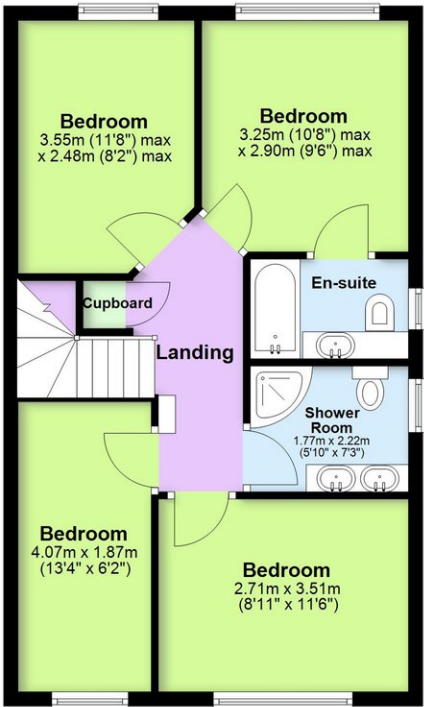 Bedroom
3.55m (11'8") max
x 2.48m (8'2") max
Bedroom
3.25m (10'8") max
x 2.90m (9'6") max
En-suite
Cupboard
Landing
Shower
Room
1.77m x 2.22m
(5'10" x 7'3")
Bedroom
4.07m x 1.87m
(13'4" x 6'2")
Bedroom
2.71m x 3.51m
(8'11" x 11'6")